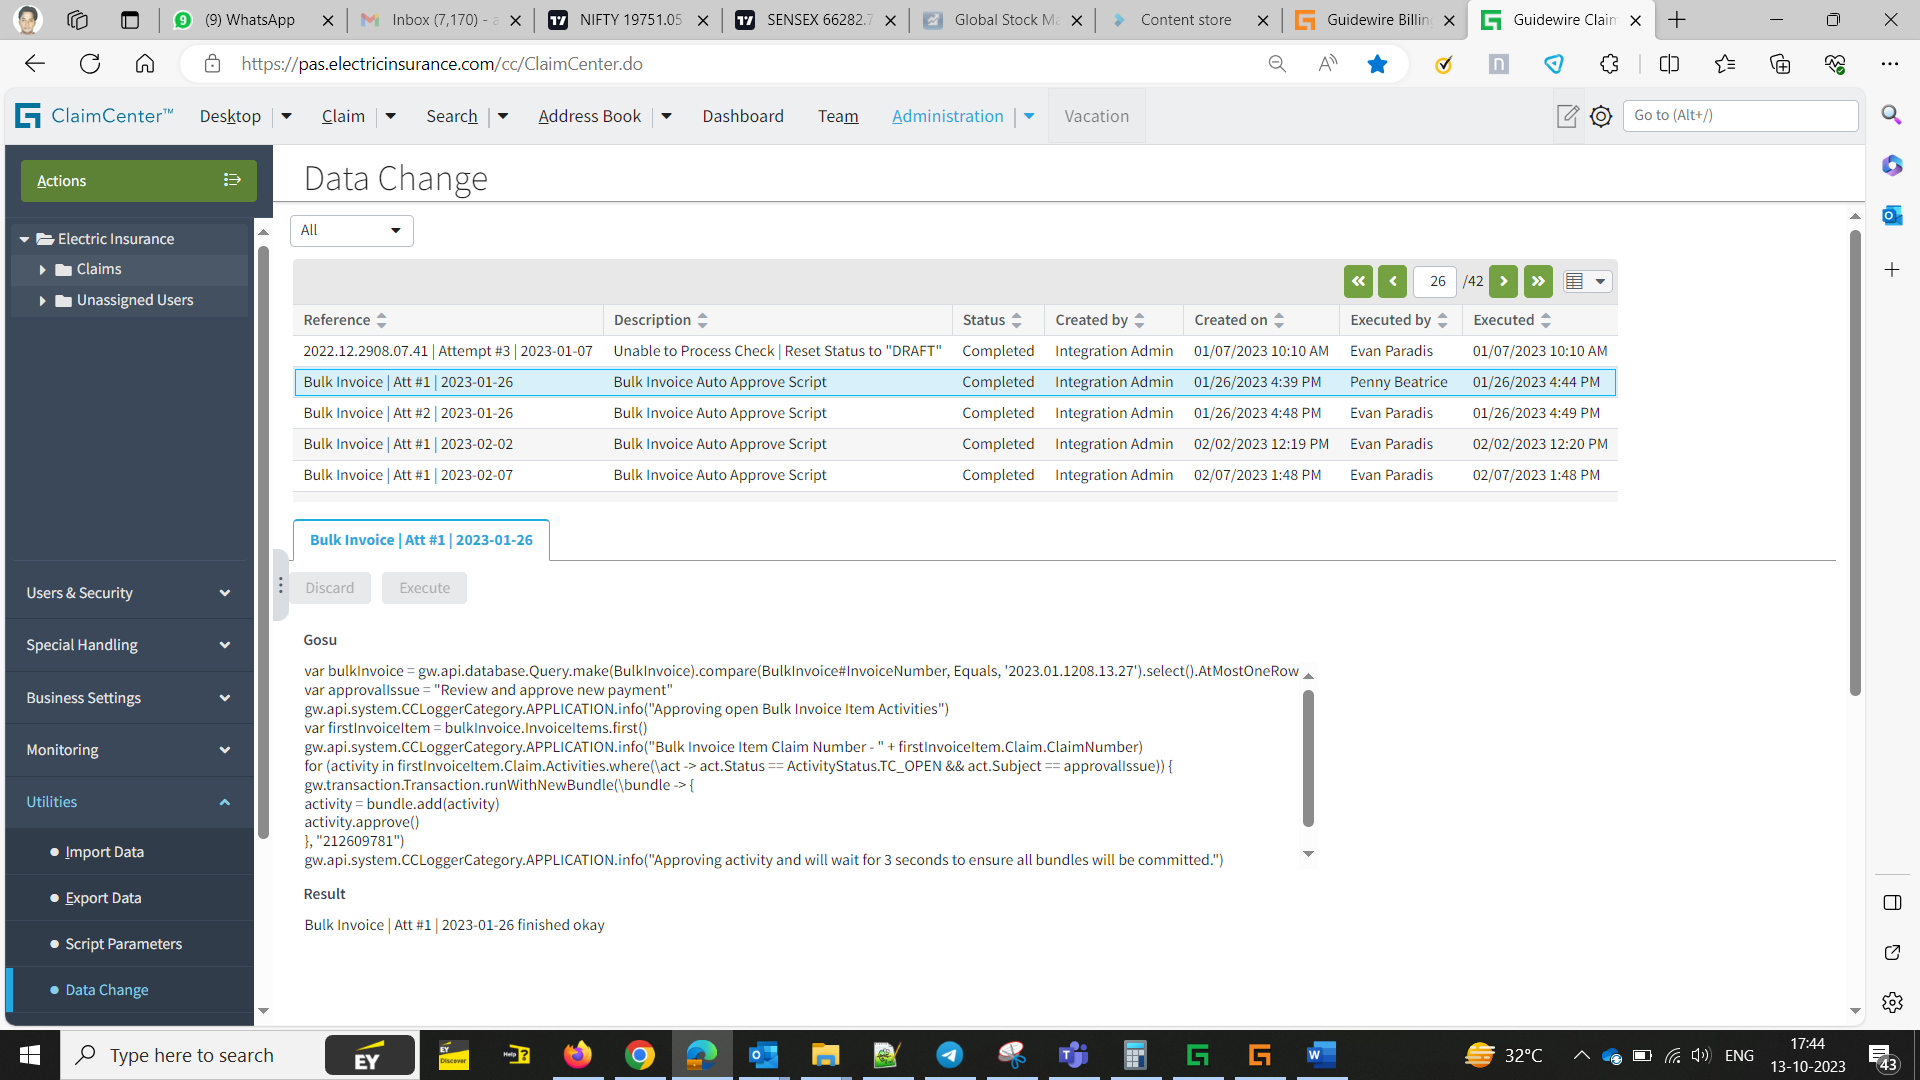 (9) WhatsApp
Inbox (7,170) - a
NIFTY 19751.05
SENSEX 66282.7
Global Stock Ma
Content store
Guidewire Billin
Guidewire Claim
https://pas.electricinsurance.com/cc/ClaimCenter.do
ClaimCenter™
Desktop
Claim
Search
Address Book
Dashboard
Team
Administration
Vacation
Go to (Alt+/)
Actions
Electric Insurance
Claims
Unassigned Users
Users & Security
Special Handling
Business Settings
Monitoring
Utilities
Import Data
Export Data
Script Parameters
Data Change
Data Change
All
26 /42
Reference Description Status Created by Created on Executed by Executed
2022.12.2908.07.41 | Attempt #3 | 2023-01-07 Unable to Process Check | Reset Status to "DRAFT" Completed Integration Admin 01/07/2023 10:10 AM Evan Paradis 01/07/2023 10:10 AM
Bulk Invoice | Att #1 | 2023-01-26 Bulk Invoice Auto Approve Script Completed Integration Admin 01/26/2023 4:39 PM Penny Beatrice 01/26/2023 4:44 PM
Bulk Invoice | Att #2 | 2023-01-26 Bulk Invoice Auto Approve Script Completed Integration Admin 01/26/2023 4:48 PM Evan Paradis 01/26/2023 4:49 PM
Bulk Invoice | Att #1 | 2023-02-02 Bulk Invoice Auto Approve Script Completed Integration Admin 02/02/2023 12:19 PM Evan Paradis 02/02/2023 12:20 PM
Bulk Invoice | Att #1 | 2023-02-07 Bulk Invoice Auto Approve Script Completed Integration Admin 02/07/2023 1:48 PM Evan Paradis 02/07/2023 1:48 PM
Bulk Invoice | Att #1 | 2023-01-26
Discard Execute
Gosu
var bulkInvoice = gw.api.database.Query.make(BulkInvoice).compare(BulkInvoice#InvoiceNumber, Equals, '2023.01.1208.13.27').select().AtMostOneRow
var approvalIssue = "Review and approve new payment"
gw.api.system.CCLoggerCategory.APPLICATION.info("Approving open Bulk Invoice Item Activities")
var firstInvoiceItem = bulkInvoice.InvoiceItems.first()
gw.api.system.CCLoggerCategory.APPLICATION.info("Bulk Invoice Item Claim Number - " + firstInvoiceItem.Claim.ClaimNumber)
for (activity in firstInvoiceItem.Claim.Activities.where(\act -> act.Status == ActivityStatus.TC_OPEN && act.Subject == approvalIssue)) {
gw.transaction.Transaction.runWithNewBundle(\bundle -> {
activity = bundle.add(activity)
activity.approve()
}, "212609781")
gw.api.system.CCLoggerCategory.APPLICATION.info("Approving activity and will wait for 3 seconds to ensure all bundles will be committed.")
Result
Bulk Invoice | Att #1 | 2023-01-26 finished okay
Type here to search
EY
EY
Discover
Help ?
32°C
ENG
17:44
13-10-2023
43